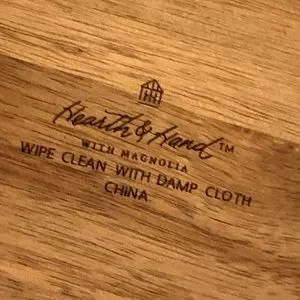 Hearth & Hand™
WITH MAGNOLIA
WIPE CLEAN WITH DAMP CLOTH
CHINA